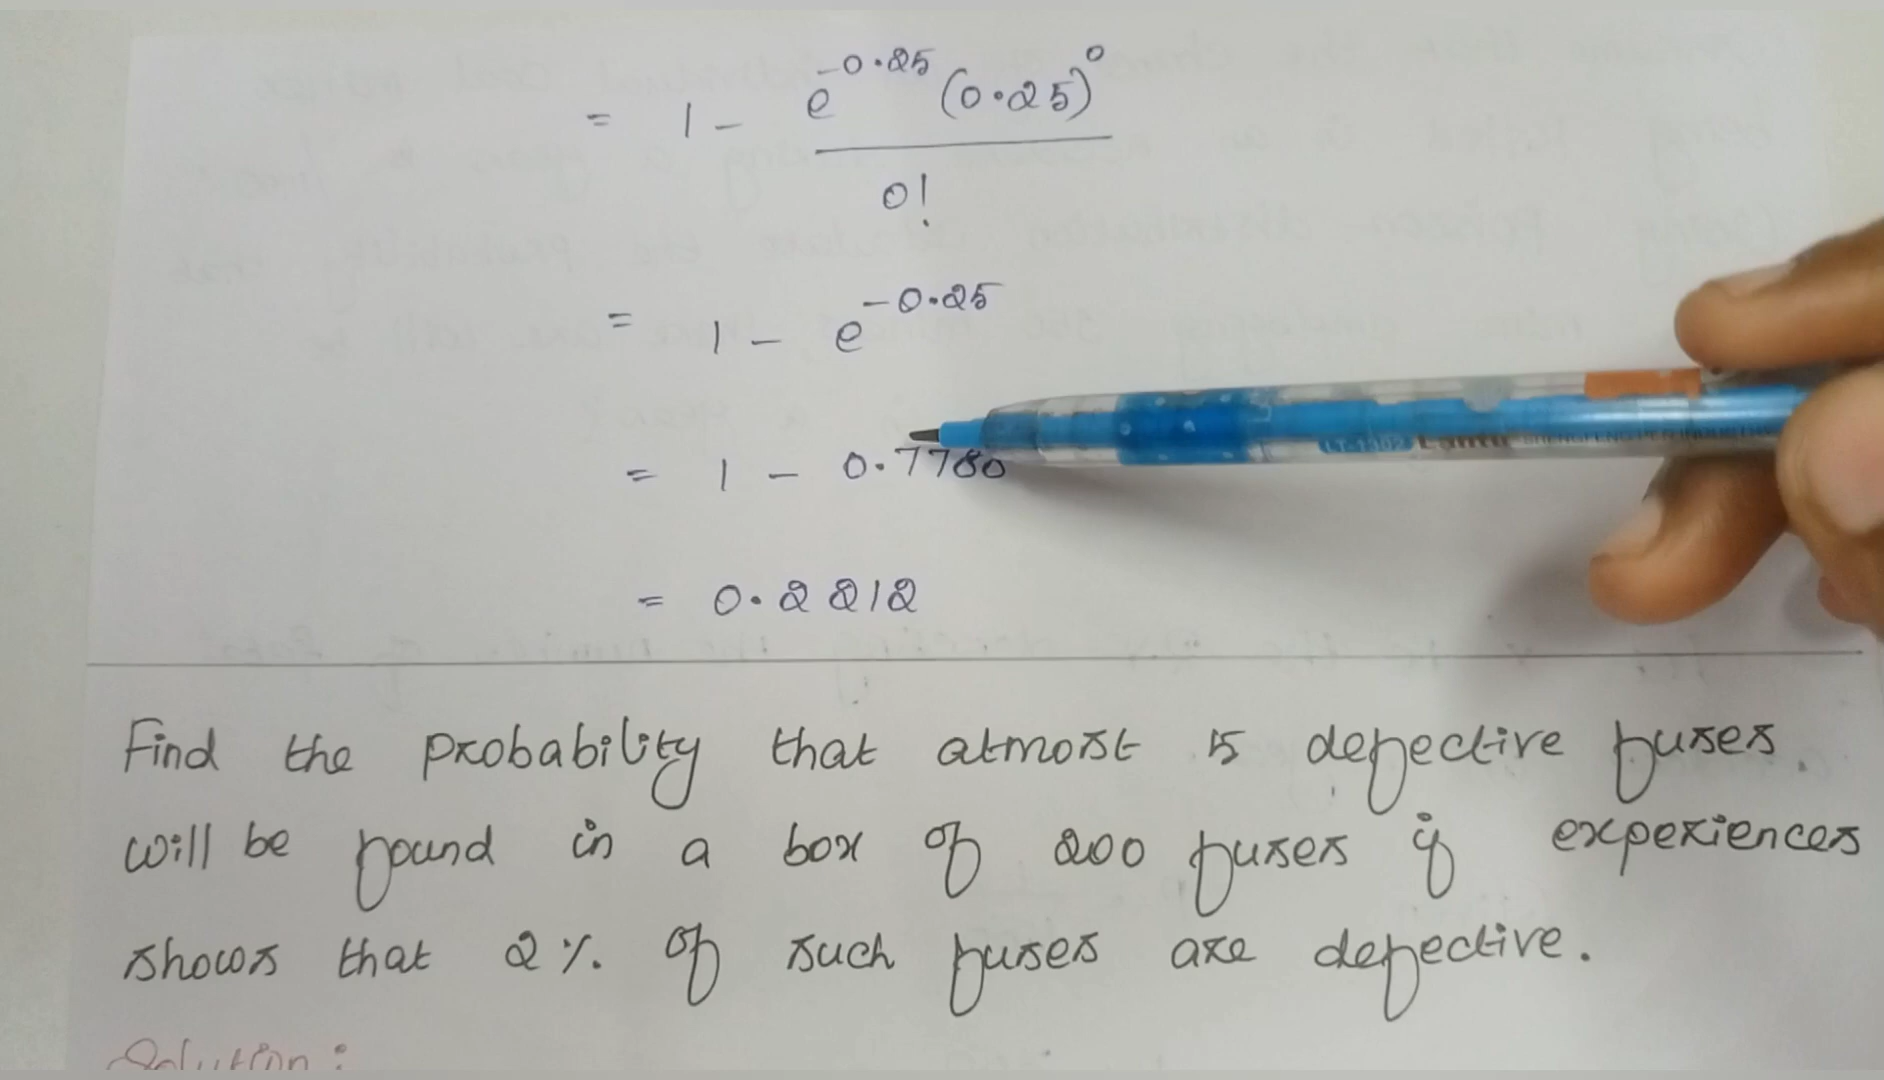 = 1 - e^{-0.25} (0.25)^0
0!
= 1 - e^{-0.25}
= 1 - 0.7788
= 0.2212
Find the probability that atmost 5 defective fuses
will be found in a box of 200 fuses if experiences
shows that 2%. of such fuses are defective.
Solution: